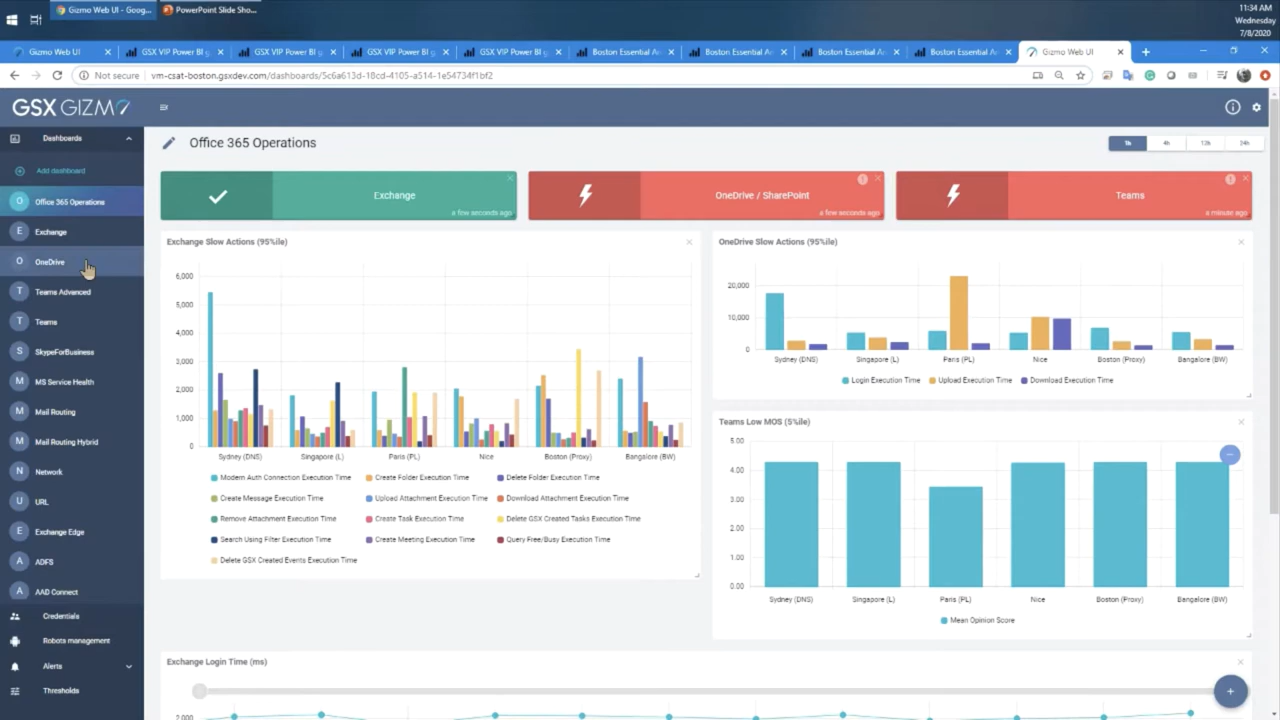 Gizmo Web UI - Goog...
PowerPoint Slide Sho...
11:34 AM
Wednesday
7/8/2020
Gizmo Web UI
GSX VIP Power BI
GSX VIP Power BI
GSX VIP Power BI
GSX VIP Power BI
Boston Essential
Boston Essential
Boston Essential
Boston Essential
Gizmo Web UI
Not secure
vm-csat-boston.gsxdev.com/dashboards/5c6a613d-18cd-4105-a514-1e54734f1bf2
GSX GIZMO
Dashboards
Add dashboard
O Office 365 Operations
E Exchange
O OneDrive
T Teams Advanced
T Teams
S SkypeForBusiness
M MS Service Health
M Mail Routing
M Mail Routing Hybrid
N Network
U URL
E Exchange Edge
A ADFS
A AAD Connect
Credentials
Robots management
Alerts
Thresholds
Office 365 Operations
1h 4h 12h 24h
Exchange
a few seconds ago
OneDrive / SharePoint
a few seconds ago
Teams
a minute ago
Exchange Slow Actions (95%ile)
6,000
5,000
4,000
3,000
2,000
1,000
0
Sydney (DNS) Singapore (L) Paris (PL) Nice Boston (Proxy) Bangalore (BW)
Modern Auth Connection Execution Time Create Folder Execution Time Delete Folder Execution Time
Create Message Execution Time Upload Attachment Execution Time Download Attachment Execution Time
Remove Attachment Execution Time Create Task Execution Time Delete GSX Created Tasks Execution Time
Search Using Filter Execution Time Create Meeting Execution Time Query Free/Busy Execution Time
Delete GSX Created Events Execution Time
OneDrive Slow Actions (95%ile)
20,000
10,000
0
Sydney (DNS) Singapore (L) Paris (PL) Nice Boston (Proxy) Bangalore (BW)
Login Execution Time Upload Execution Time Download Execution Time
Teams Low MOS (5%ile)
5.00
4.00
3.00
2.00
1.00
0.00
Sydney (DNS) Singapore (L) Paris (PL) Nice Boston (Proxy) Bangalore (BW)
Mean Opinion Score
Exchange Login Time (ms)
2,000